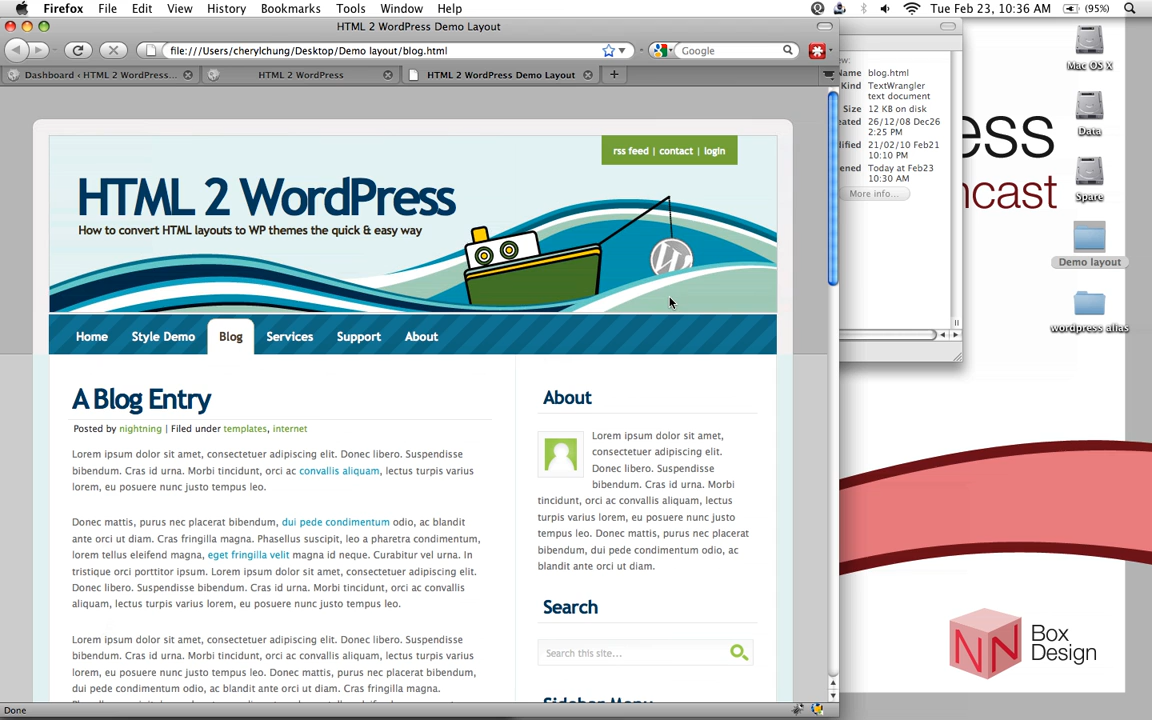 Firefox File Edit View History Bookmarks Tools Window Help Tue Feb 23, 10:36 AM (95%)
HTML 2 WordPress Demo Layout
file:///Users/cherylchung/Desktop/Demo layout/blog.html
Google
Dashboard ‹ HTML 2 WordPress...
HTML 2 WordPress
HTML 2 WordPress Demo Layout
rss feed | contact | login
HTML 2 WordPress
How to convert HTML layouts to WP themes the quick & easy way
Home Style Demo Blog Services Support About
A Blog Entry
Posted by nightning | Filed under templates, internet
Lorem ipsum dolor sit amet, consectetuer adipiscing elit. Donec libero. Suspendisse
bibendum. Cras id urna. Morbi tincidunt, orci ac convallis aliquam, lectus turpis varius
lorem, eu posuere nunc justo tempus leo.
Donec mattis, purus nec placerat bibendum, dui pede condimentum odio, ac blandit
ante orci ut diam. Cras fringilla magna. Phasellus suscipit, leo a pharetra condimentum,
lorem tellus eleifend magna, eget fringilla velit magna id neque. Curabitur vel urna. In
tristique orci porttitor ipsum. Lorem ipsum dolor sit amet, consectetuer adipiscing elit.
Donec libero. Suspendisse bibendum. Cras id urna. Morbi tincidunt, orci ac convallis
aliquam, lectus turpis varius lorem, eu posuere nunc justo tempus leo.
Lorem ipsum dolor sit amet, consectetuer adipiscing elit. Donec libero. Suspendisse
bibendum. Cras id urna. Morbi tincidunt, orci ac convallis aliquam, lectus turpis varius
lorem, eu posuere nunc justo tempus leo. Donec mattis, purus nec placerat bibendum,
dui pede condimentum odio, ac blandit ante orci ut diam. Cras fringilla magna.
About
Lorem ipsum dolor sit amet,
consectetuer adipiscing elit.
Donec libero. Suspendisse
bibendum. Cras id urna. Morbi
tincidunt, orci ac convallis aliquam, lectus
turpis varius lorem, eu posuere nunc justo
tempus leo. Donec mattis, purus nec placerat
bibendum, dui pede condimentum odio, ac
blandit ante orci ut diam.
Search
Search this site...
Sidebar Menu
Done
ew:
Name blog.html
Kind TextWrangler
text document
Size 12 KB on disk
eated 26/12/08 Dec26
2:25 PM
dified 21/02/10 Feb21
10:10 PM
ened Today at Feb23
10:30 AM
More info...
ess
ncast
Mac OS X
Data
Spare
Demo layout
wordpress alias
NN
Box
Design